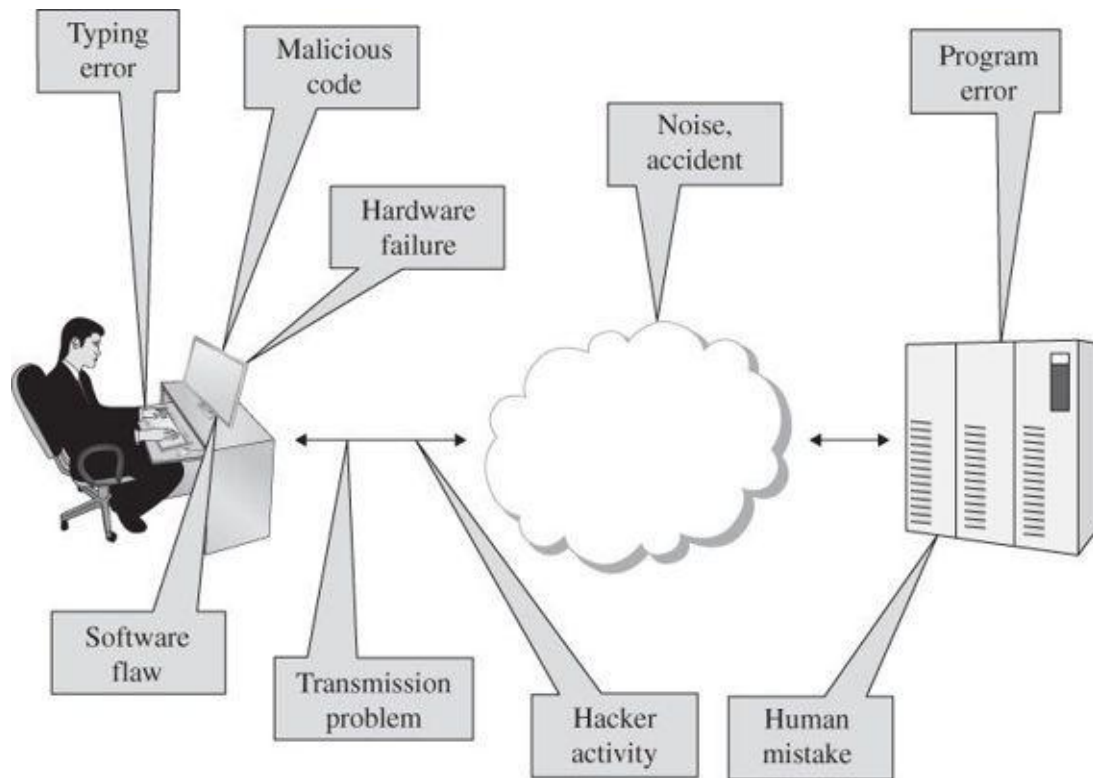 Typing
error
Malicious
code
Program
error
Noise,
accident
Hardware
failure
Software
flaw
Transmission
problem
Hacker
activity
Human
mistake